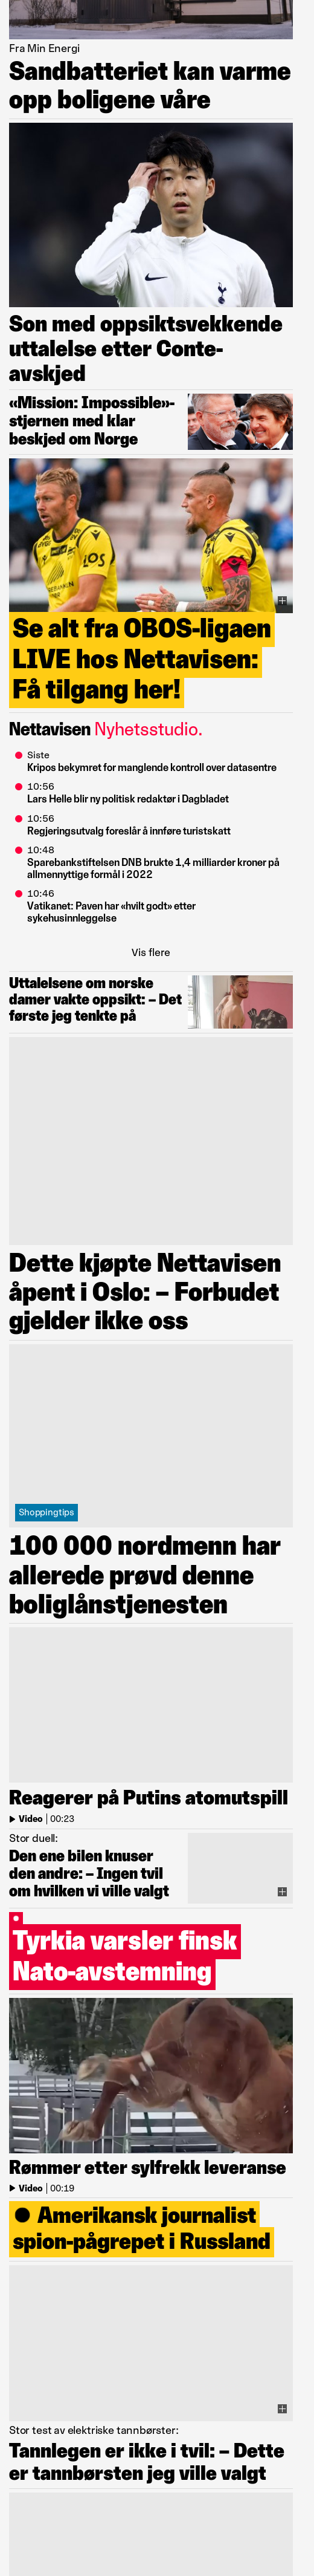 Fra Min Energi
Sandbatteriet kan varme
opp boligene våre
Son med oppsiktsvekkende
uttalelse etter Conte-
avskjed
«Mission: Impossible»-
stjernen med klar
beskjed om Norge
Se alt fra OBOS-ligaen
LIVE hos Nettavisen:
Få tilgang her!
Nettavisen Nyhetsstudio.
Siste
Kripos bekymret for manglende kontroll over datasentre
10:56
Lars Helle blir ny politisk redaktør i Dagbladet
10:56
Regjeringsutvalg foreslår å innføre turistskatt
10:48
Sparebankstiftelsen DNB brukte 1,4 milliarder kroner på
allmennyttige formål i 2022
10:46
Vatikanet: Paven har «hvilt godt» etter
sykehusinnleggelse
Vis flere
Uttalelsene om norske
damer vakte oppsikt: – Det
første jeg tenkte på
Dette kjøpte Nettavisen
åpent i Oslo: – Forbudet
gjelder ikke oss
Shoppingtips
100 000 nordmenn har
allerede prøvd denne
boliglånstjenesten
Reagerer på Putins atomutspill
Video | 00:23
Stor duell:
Den ene bilen knuser
den andre: – Ingen tvil
om hvilken vi ville valgt
Tyrkia varsler finsk
Nato-avstemning
Rømmer etter sylfrekk leveranse
Video | 00:19
Amerikansk journalist
spion-pågrepet i Russland
Stor test av elektriske tannbørster:
Tannlegen er ikke i tvil: – Dette
er tannbørsten jeg ville valgt